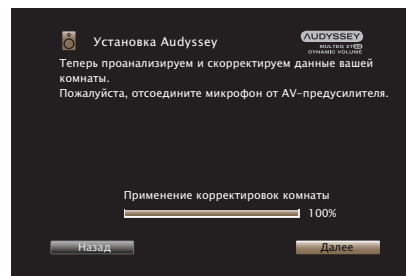 Установка Audyssey
AUDYSSEY
MULTEQ XT32
DYNAMIC VOLUME
Теперь проанализируем и скорректируем данные вашей
комнаты.
Пожалуйста, отсоедините микрофон от AV-предусилителя.
Применение корректировок комнаты
100%
Назад
Далее